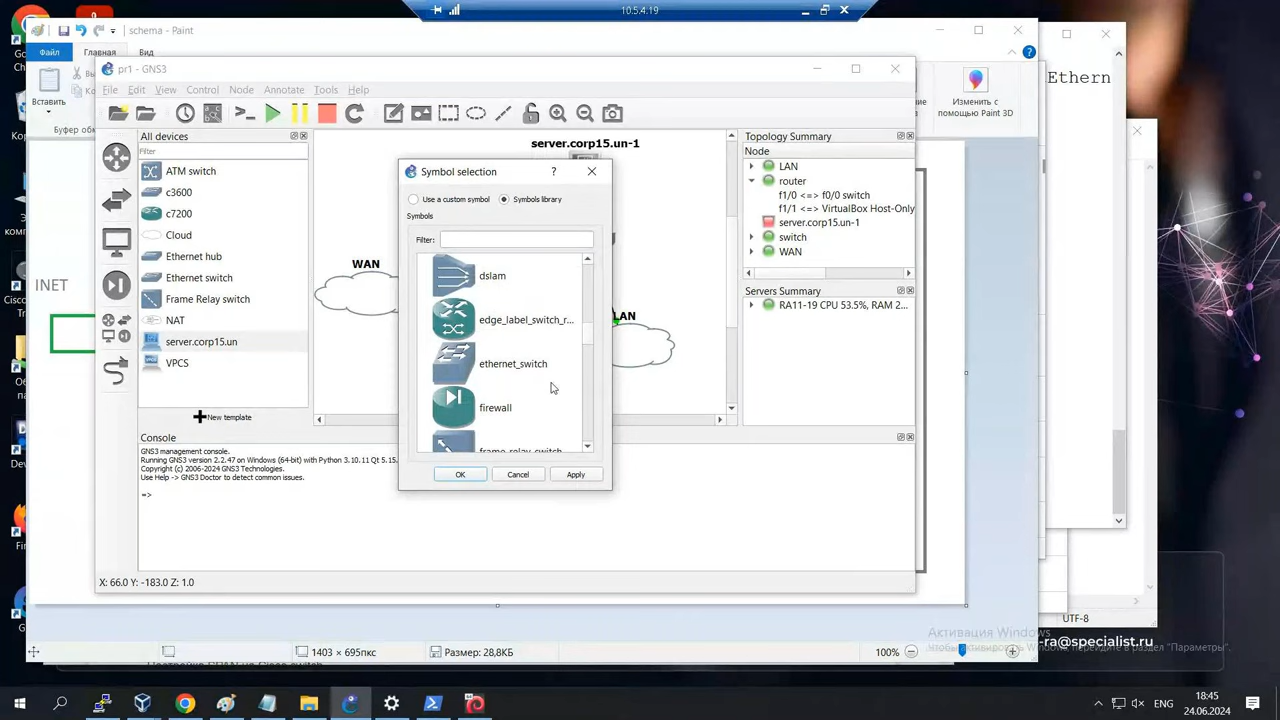 10.5.4.19
schema - Paint
Файл
Главная
Вид
Вставить
Буфер обм
Изменить с
помощью Paint 3D
pr1 - GNS3
File Edit View Control Node Annotate Tools Help
All devices
Filter
ATM switch
c3600
c7200
Cloud
Ethernet hub
Ethernet switch
Frame Relay switch
NAT
server.corp15.un
VPCS
New template
server.corp15.un-1
WAN
LAN
INET
Symbol selection
?
Use a custom symbol
Symbols library
Symbols
Filter:
dslam
edge_label_switch_r...
ethernet_switch
firewall
frame_relay_switch
OK
Cancel
Apply
Topology Summary
Node
LAN
router
f1/0 <=> f0/0 switch
f1/1 <=> VirtualBox Host-Only
server.corp15.un-1
switch
WAN
Servers Summary
RA11-19 CPU 53.5%, RAM 2...
Console
GNS3 management console.
Running GNS3 version 2.2.47 on Windows (64-bit) with Python 3.10.11 Qt 5.15.
Copyright (c) 2006-2024 GNS3 Technologies.
Use Help -> GNS3 Doctor to detect common issues.
=>
X: 66.0 Y: -183.0 Z: 1.0
Ethern
UTF-8
-ra@specialist.ru
Активация Windows
Чтобы активировать Windows, перейдите в раздел "Параметры".
1403 × 695пкс
Размер: 28,8КБ
100%
ENG
18:45
24.06.2024